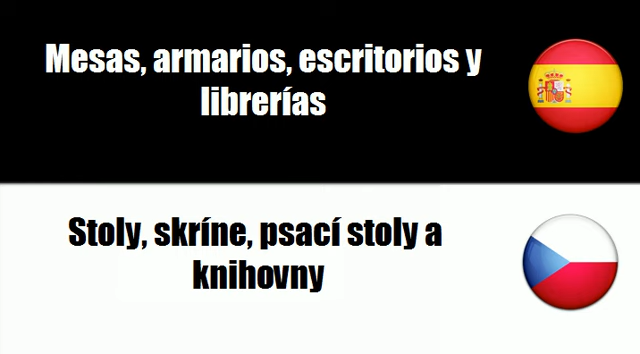 Mesas, armarios, escritorios y
librerías
Stoly, skríne, psací stoly a
knihovny